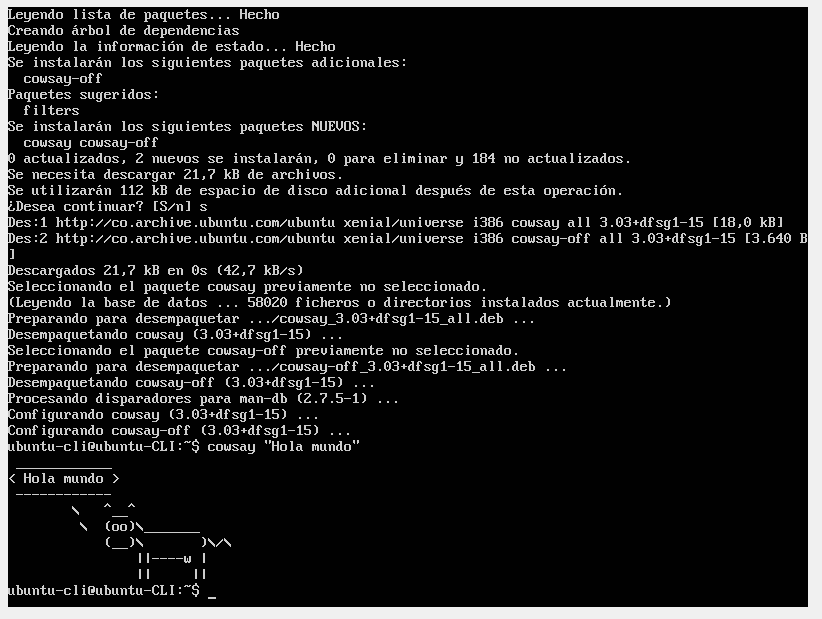 Leyendo lista de paquetes... Hecho
Creando árbol de dependencias
Leyendo la información de estado... Hecho
Se instalarán los siguientes paquetes adicionales:
  cowsay-off
Paquetes sugeridos:
  filters
Se instalarán los siguientes paquetes NUEVOS:
  cowsay cowsay-off
0 actualizados, 2 nuevos se instalarán, 0 para eliminar y 184 no actualizados.
Se necesita descargar 21,7 kB de archivos.
Se utilizarán 112 kB de espacio de disco adicional después de esta operación.
¿Desea continuar? [S/n] s
Des:1 http://co.archive.ubuntu.com/ubuntu xenial/universe i386 cowsay all 3.03+dfsg1-15 [18,0 kB]
Des:2 http://co.archive.ubuntu.com/ubuntu xenial/universe i386 cowsay-off all 3.03+dfsg1-15 [3.640 B
]
Descargados 21,7 kB en 0s (42,7 kB/s)
Seleccionando el paquete cowsay previamente no seleccionado.
(Leyendo la base de datos ... 58020 ficheros o directorios instalados actualmente.)
Preparando para desempaquetar .../cowsay_3.03+dfsg1-15_all.deb ...
Desempaquetando cowsay (3.03+dfsg1-15) ...
Seleccionando el paquete cowsay-off previamente no seleccionado.
Preparando para desempaquetar .../cowsay-off_3.03+dfsg1-15_all.deb ...
Desempaquetando cowsay-off (3.03+dfsg1-15) ...
Procesando disparadores para man-db (2.7.5-1) ...
Configurando cowsay (3.03+dfsg1-15) ...
Configurando cowsay-off (3.03+dfsg1-15) ...
ubuntu-cli@ubuntu-CLI:~$ cowsay "Hola mundo"
 ____________
< Hola mundo >
 ------------
        \   ^__^
         \  (oo)\_______
            (__)\       )\/\
                ||----w |
                ||     ||
ubuntu-cli@ubuntu-CLI:~$ _